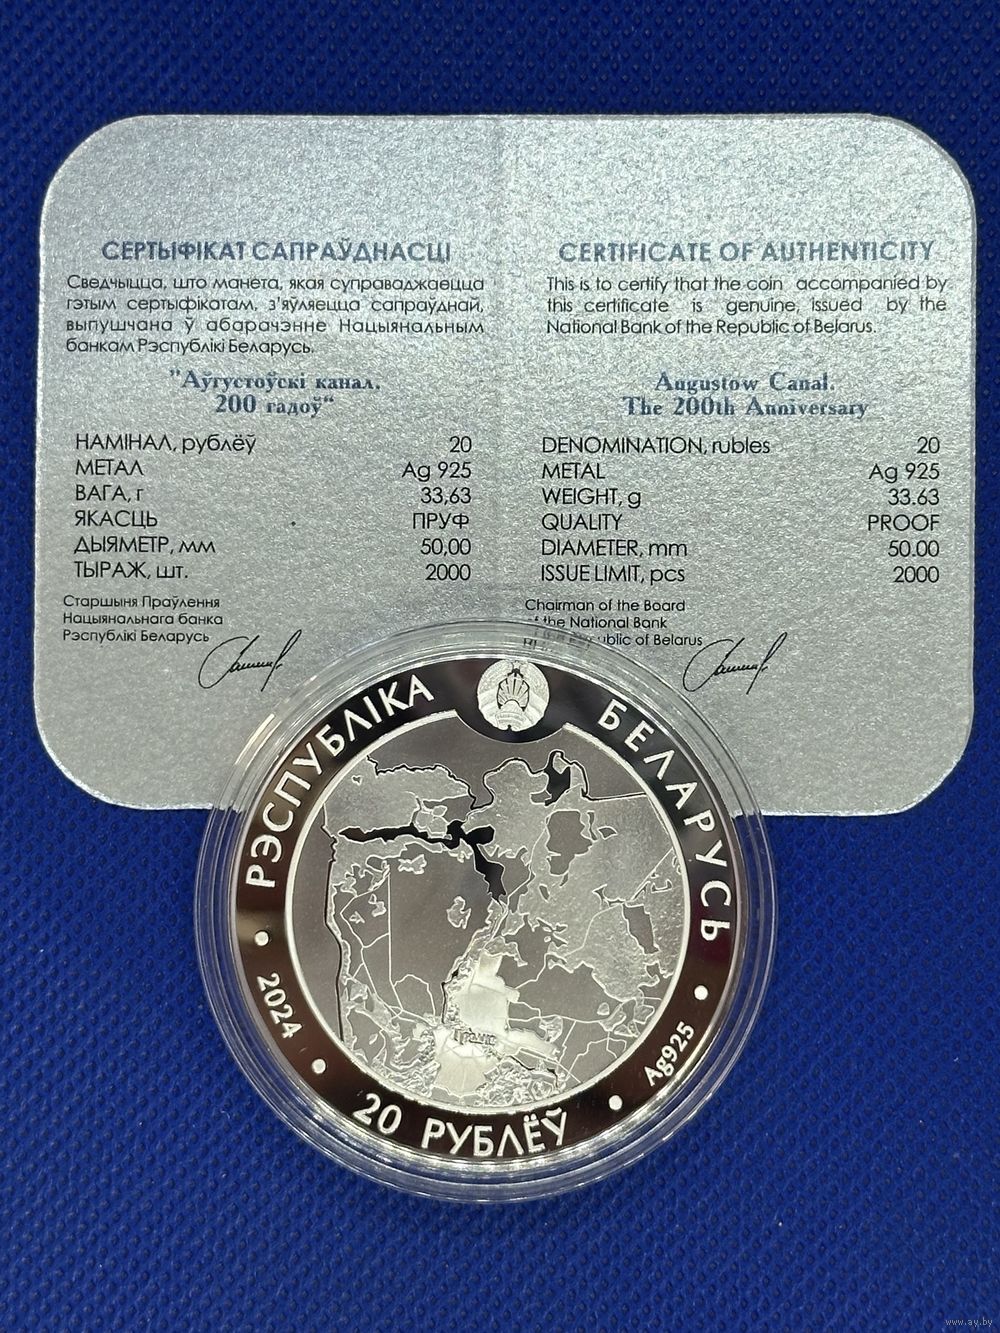 СЕРТЫФІКАТ САПРАЎДНАСЦІ
Сведчыцца, што манета, якая суправаджаецца
гэтым сертыфікатам, з'яўляецца сапраўднай,
выпушчана ў абарачэнне Нацыянальным
банкам Рэспублікі Беларусь.
"Аўгустоўскі канал.
200 гадоў"
НАМІНАЛ, рублёў 20
МЕТАЛ Ag 925
ВАГА, г 33,63
ЯКАСЦЬ ПРУФ
ДЫЯМЕТР, мм 50,00
ТЫРАЖ, шт. 2000
Старшыня Праўлення
Нацыянальнага банка
Рэспублікі Беларусь
CERTIFICATE OF AUTHENTICITY
This is to certify that the coin accompanied by
this certificate is genuine, issued by the
National Bank of the Republic of Belarus.
Augustow Canal.
The 200th Anniversary
DENOMINATION, rubles 20
METAL Ag 925
WEIGHT, g 33.63
QUALITY PROOF
DIAMETER, mm 50.00
ISSUE LIMIT, pcs 2000
Chairman of the Board
of the National Bank
of Belarus
РЭСПУБЛІКА БЕЛАРУСЬ
2024
20 РУБЛЁЎ
Ag925
www.ay.by